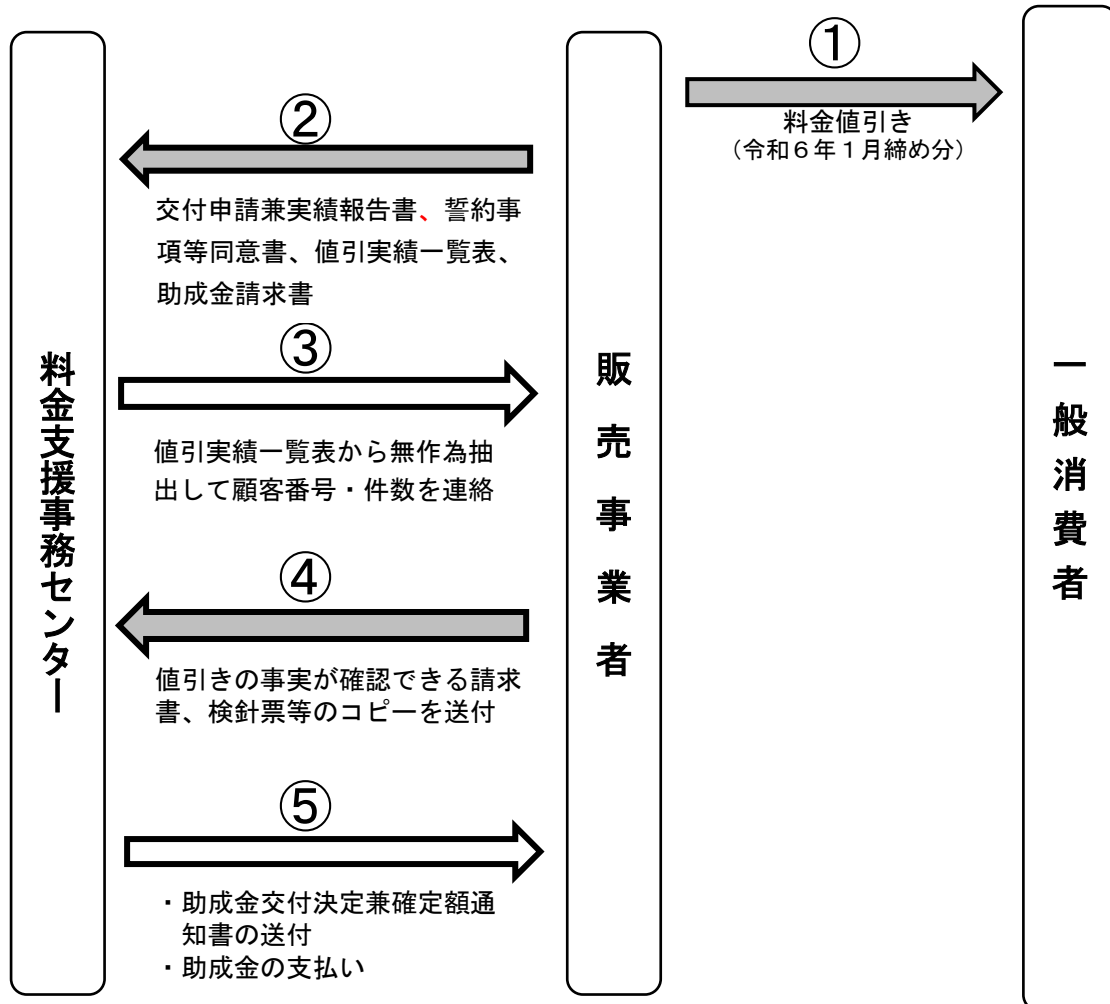 ①
料金値引き
（令和６年１月締め分）
②
交付申請兼実績報告書、誓約事
項等同意書、値引実績一覧表、
助成金請求書
③
値引実績一覧表から無作為抽
出して顧客番号・件数を連絡
④
値引きの事実が確認できる請求
書、検針票等のコピーを送付
⑤
・助成金交付決定兼確定額通
知書の送付
・助成金の支払い
料金支援事務センター
販売事業者
一般消費者